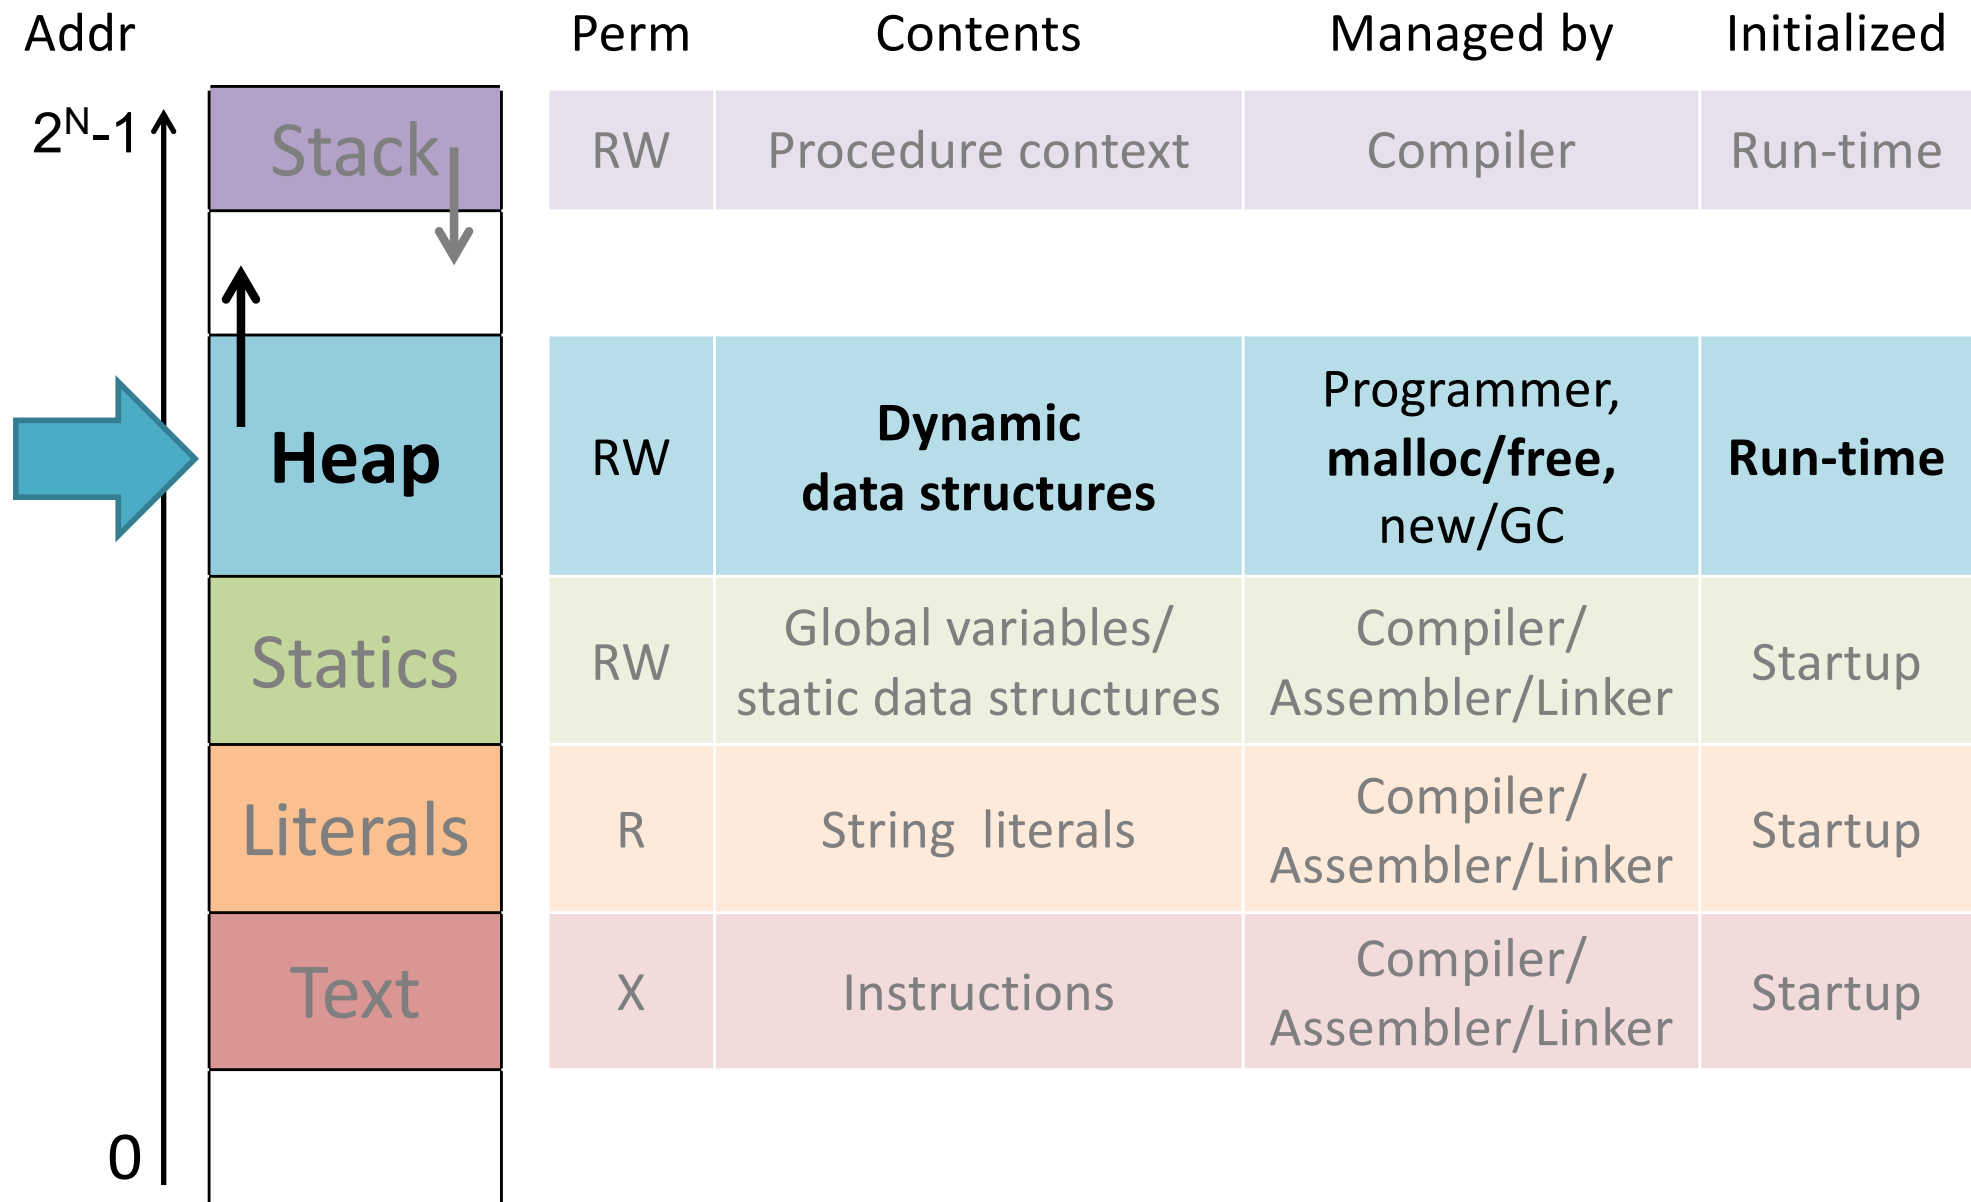 Addr Perm Contents Managed by Initialized
2ᴺ-1 Stack RW Procedure context Compiler Run-time
Heap RW Dynamic data structures Programmer, malloc/free, new/GC Run-time
Statics RW Global variables/ static data structures Compiler/ Assembler/Linker Startup
Literals R String literals Compiler/ Assembler/Linker Startup
Text X Instructions Compiler/ Assembler/Linker Startup
0